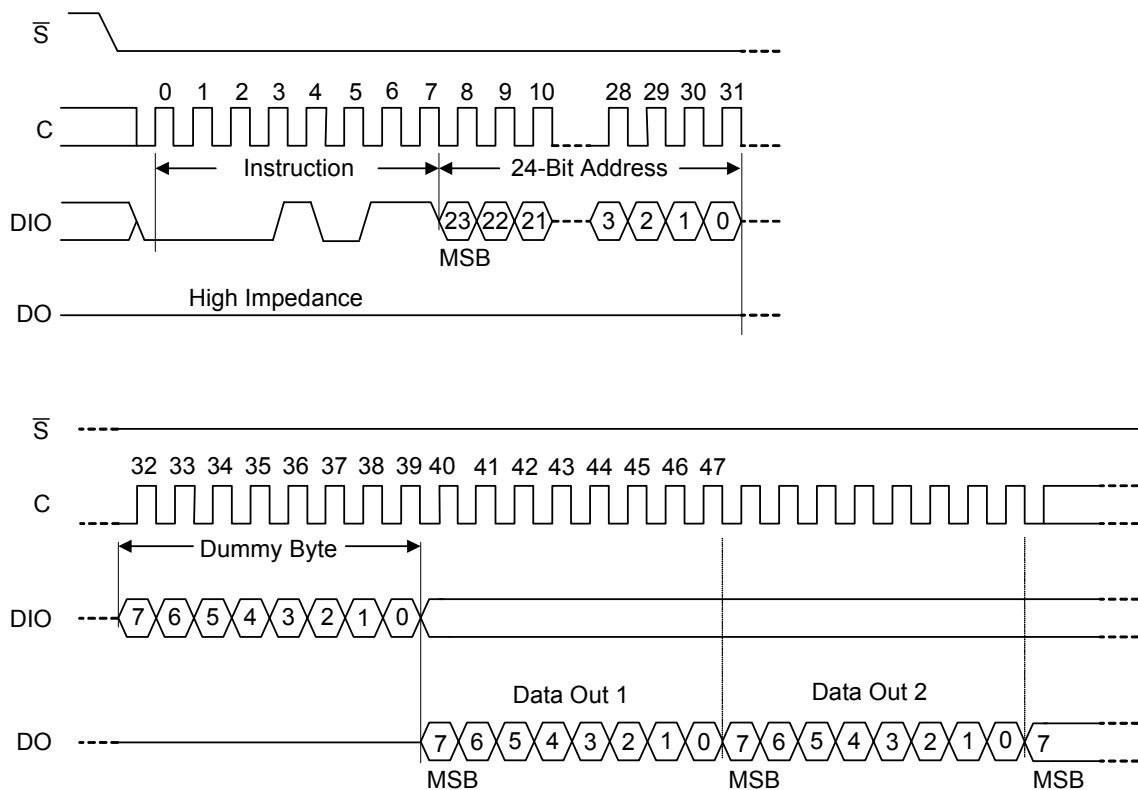 S
0 1 2 3 4 5 6 7 8 9 10 28 29 30 31
C
Instruction 24-Bit Address
DIO 23 22 21 3 2 1 0
MSB
High Impedance
DO
S
32 33 34 35 36 37 38 39 40 41 42 43 44 45 46 47
C
Dummy Byte
DIO 7 6 5 4 3 2 1 0
Data Out 1 Data Out 2
DO 7 6 5 4 3 2 1 0 7 6 5 4 3 2 1 0 7
MSB MSB MSB